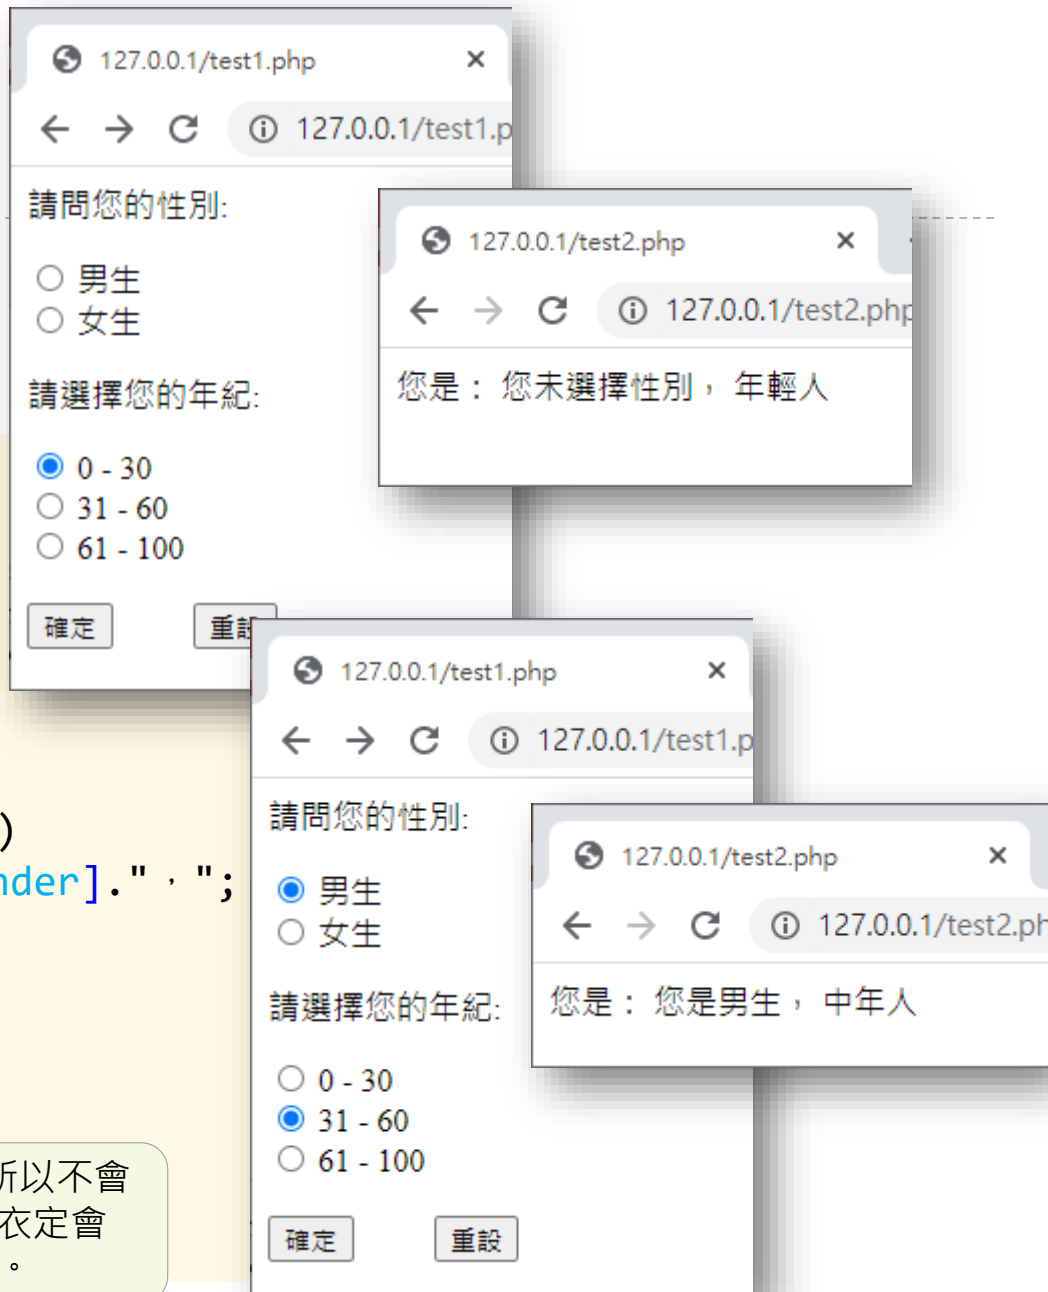 127.0.0.1/test1.php
127.0.0.1/test1.p
請問您的性別:
男生
女生
請選擇您的年紀:
0 - 30
31 - 60
61 - 100
確定
重設
127.0.0.1/test2.php
127.0.0.1/test2.php
您是： 您未選擇性別， 年輕人
)
nder]."，";
所以不會
定會
。
127.0.0.1/test1.php
127.0.0.1/test1.p
請問您的性別:
男生
女生
請選擇您的年紀:
0 - 30
31 - 60
61 - 100
確定
重設
127.0.0.1/test2.php
127.0.0.1/test2.ph
您是： 您是男生， 中年人